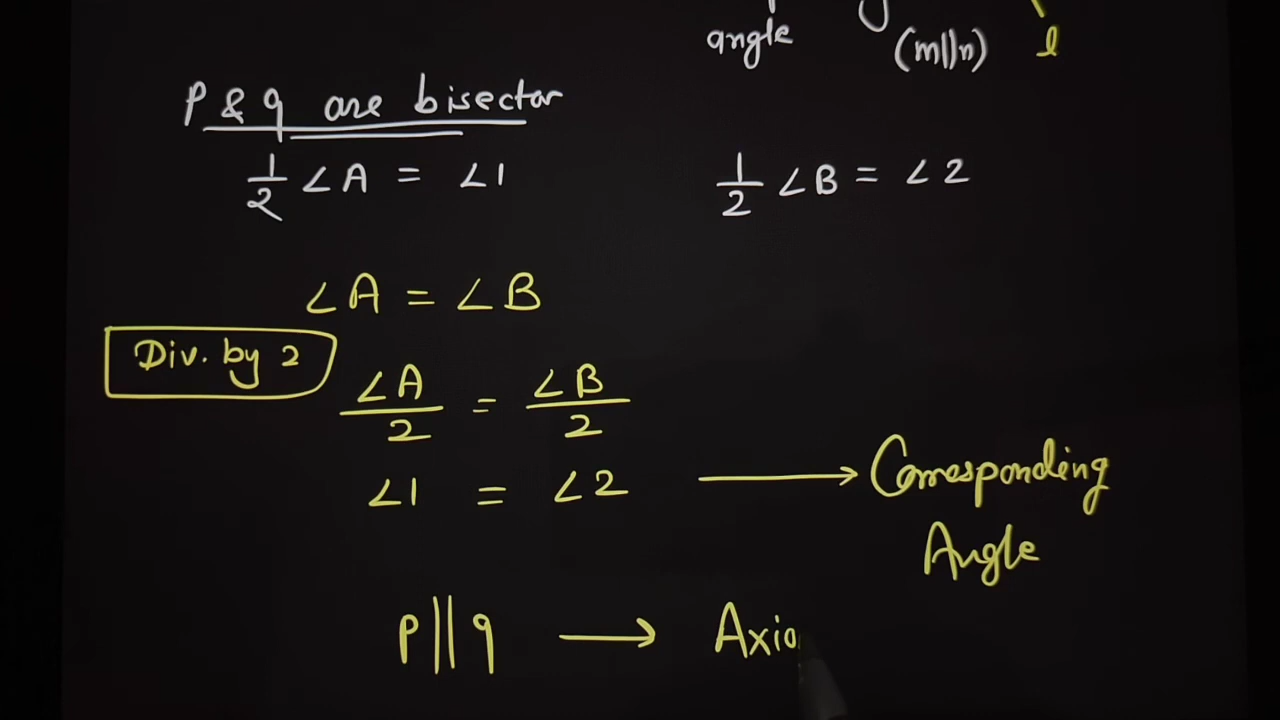 angle (m||n) l
P & q are bisector
1/2 ∠A = ∠1
1/2 ∠B = ∠2
∠A = ∠B
Div. by 2
∠A/2 = ∠B/2
∠1 = ∠2 → Corresponding
Angle
P || q → Axio